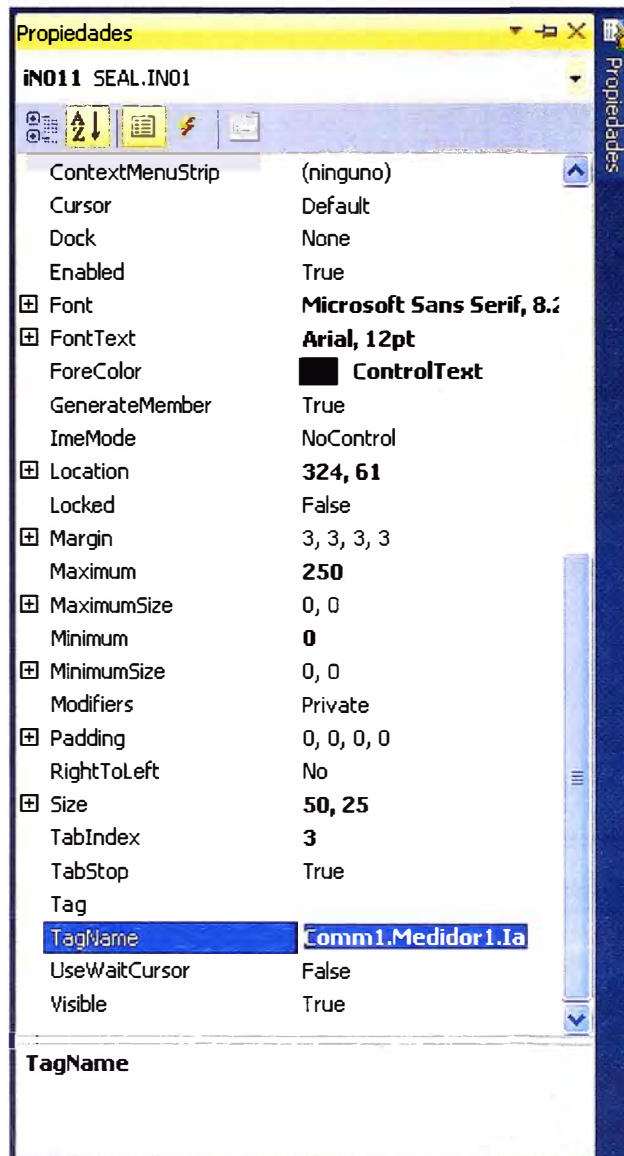 Propiedades
iN011 SEAL.IN01
Propiedades
ContextMenuStrip (ninguno)
Cursor Default
Dock None
Enabled True
Font Microsoft Sans Serif, 8.2
FontText Arial, 12pt
ForeColor ControlText
GenerateMember True
ImeMode NoControl
Location 324, 61
Locked False
Margin 3, 3, 3, 3
Maximum 250
MaximumSize 0, 0
Minimum 0
MinimumSize 0, 0
Modifiers Private
Padding 0, 0, 0, 0
RightToLeft No
Size 50, 25
TabIndex 3
TabStop True
Tag
TagName Comm1.Medidor1.Ia
UseWaitCursor False
Visible True
TagName